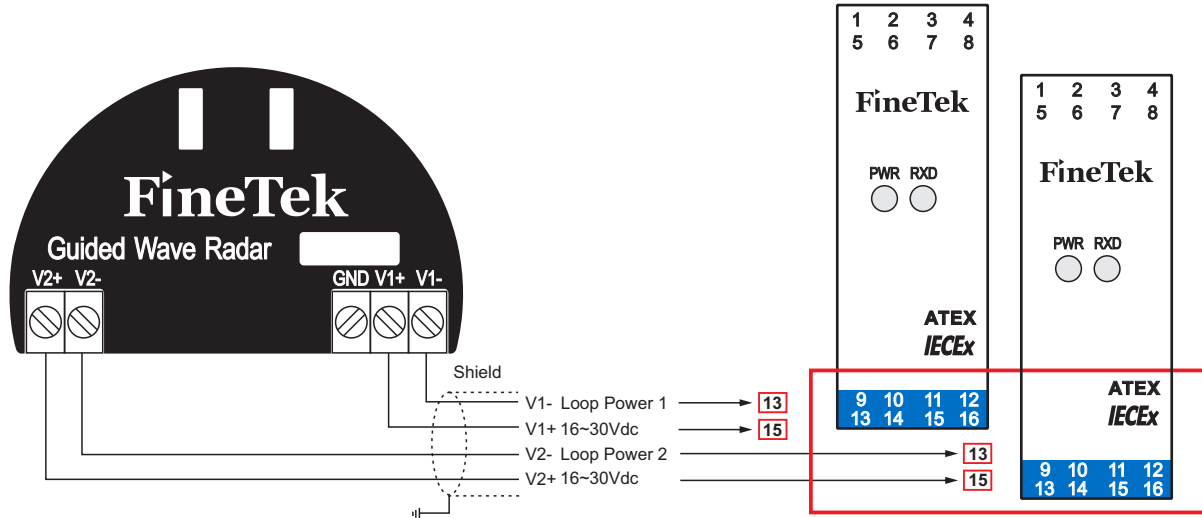 FineTek
Guided Wave Radar
V2+ V2- GND V1+ V1-
Shield
V1- Loop Power 1 13
V1+ 16~30Vdc 15
V2- Loop Power 2 13
V2+ 16~30Vdc 15
1 2 3 4
5 6 7 8
FineTek
PWR RXD
ATEX
IECEx
9 10 11 12
13 14 15 16
1 2 3 4
5 6 7 8
FineTek
PWR RXD
ATEX
IECEx
9 10 11 12
13 14 15 16